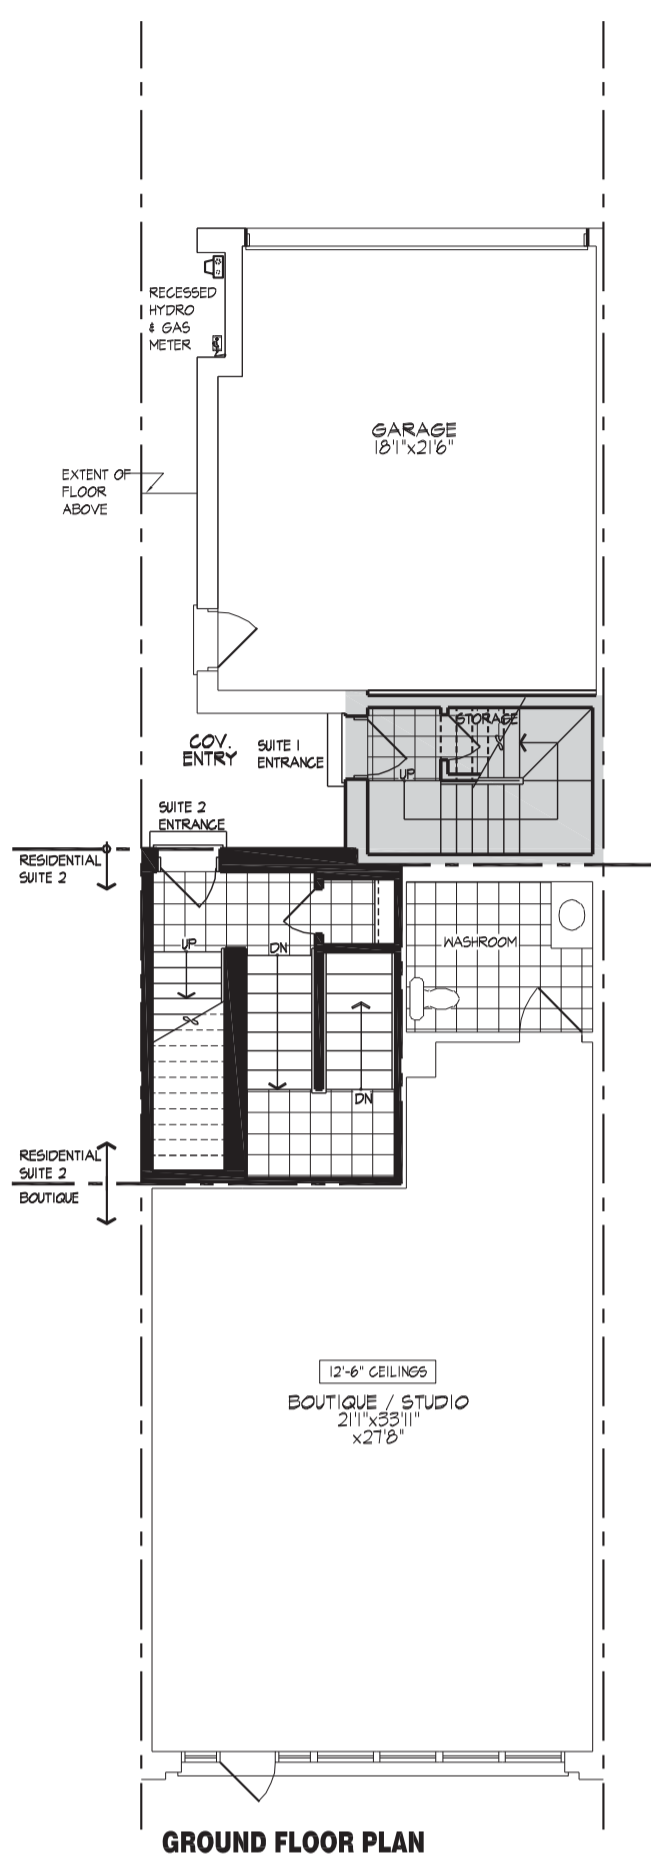 RECESSED
HYDRO
& GAS
METER
GARAGE
18'1"x21'6"
EXTENT OF
FLOOR
ABOVE
STORAGE
COV.
ENTRY
SUITE 1
ENTRANCE
UP
SUITE 2
ENTRANCE
RESIDENTIAL
SUITE 2
UP
DN
WASHROOM
DN
RESIDENTIAL
SUITE 2
BOUTIQUE
12'-6" CEILINGS
BOUTIQUE / STUDIO
21'1"x33'11"
x27'8"
GROUND FLOOR PLAN